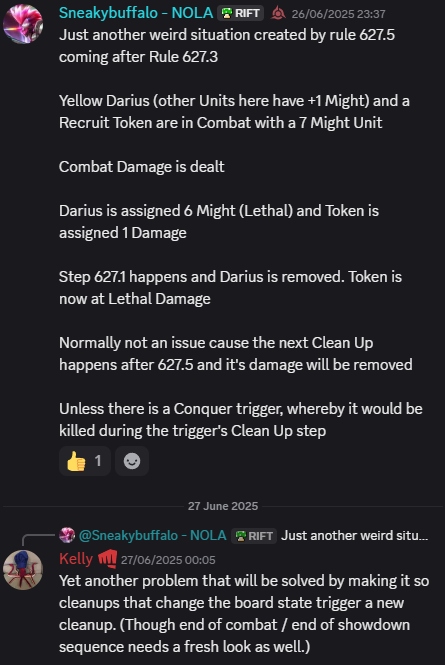 Sneakybuffalo - NOLA RIFT 26/06/2025 23:37
Just another weird situation created by rule 627.5
coming after Rule 627.3
Yellow Darius (other Units here have +1 Might) and a
Recruit Token are in Combat with a 7 Might Unit
Combat Damage is dealt
Darius is assigned 6 Might (Lethal) and Token is
assigned 1 Damage
Step 627.1 happens and Darius is removed. Token is
now at Lethal Damage
Normally not an issue cause the next Clean Up
happens after 627.5 and it's damage will be removed
Unless there is a Conquer trigger, whereby it would be
killed during the trigger's Clean Up step
1
27 June 2025
@Sneakybuffalo - NOLA RIFT Just another weird situ...
Kelly 27/06/2025 00:05
Yet another problem that will be solved by making it so
cleanups that change the board state trigger a new
cleanup. (Though end of combat / end of showdown
sequence needs a fresh look as well.)